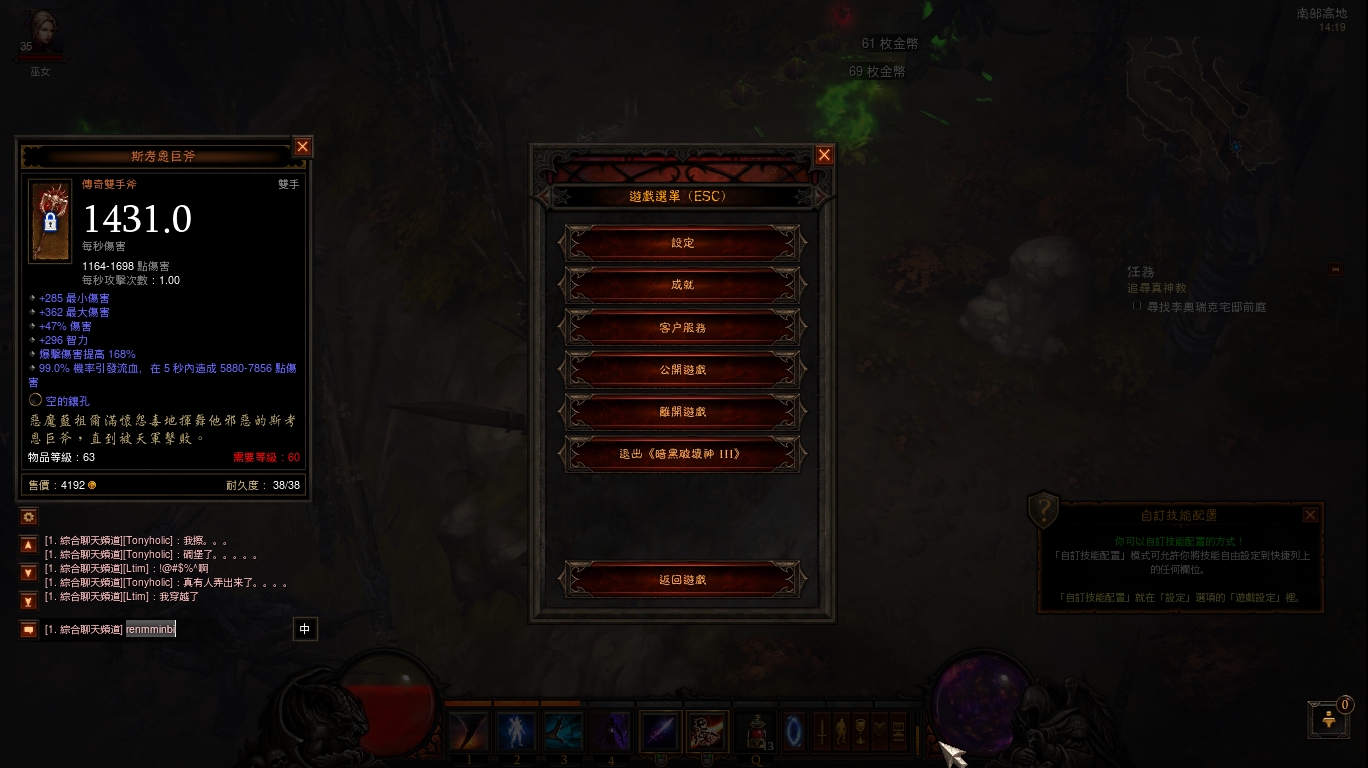 35
巫女
61 枚金幣
69 枚金幣
南部高地
14:19
斯考恩巨斧
傳奇雙手斧
雙手
1431.0
每秒傷害
1164-1698 點傷害
每秒攻擊次數：1.00
+285 最小傷害
+362 最大傷害
+47% 傷害
+296 智力
爆擊傷害提高 168%
99.0% 機率引發流血，在 5 秒內造成 5880-7856 點傷
害
空的鑲孔
惡魔藍祖爾滿懷怨毒地揮舞他邪惡的斯考
恩巨斧，直到被天軍擊敗。
物品等級：63
需要等級：60
售價：4192
耐久度： 38/38
遊戲選單（ESC）
設定
成就
客户服務
公開遊戲
離開遊戲
退出《暗黑破壞神 III》
返回遊戲
任務
追尋真神教
尋找李奧瑞克宅邸前庭
?
自訂技能配置
你可以自訂技能配置的方式！
「自訂技能配置」模式可允許你將技能自由設定到快捷列上
的任何欄位。
「自訂技能配置」就在「設定」選項的「遊戲設定」裡。
[1. 綜合聊天頻道][Tonyholic]：我擦。。。
[1. 綜合聊天頻道][Tonyholic]：碉堡了。。。。。
[1. 綜合聊天頻道][Ltim]：!@#$%^啊
[1. 綜合聊天頻道][Tonyholic]：真有人弄出来了。。。。
[1. 綜合聊天頻道][Ltim]：我穿越了
[1. 綜合聊天頻道] renmminbi
中
13
1
2
3
4
Q
0